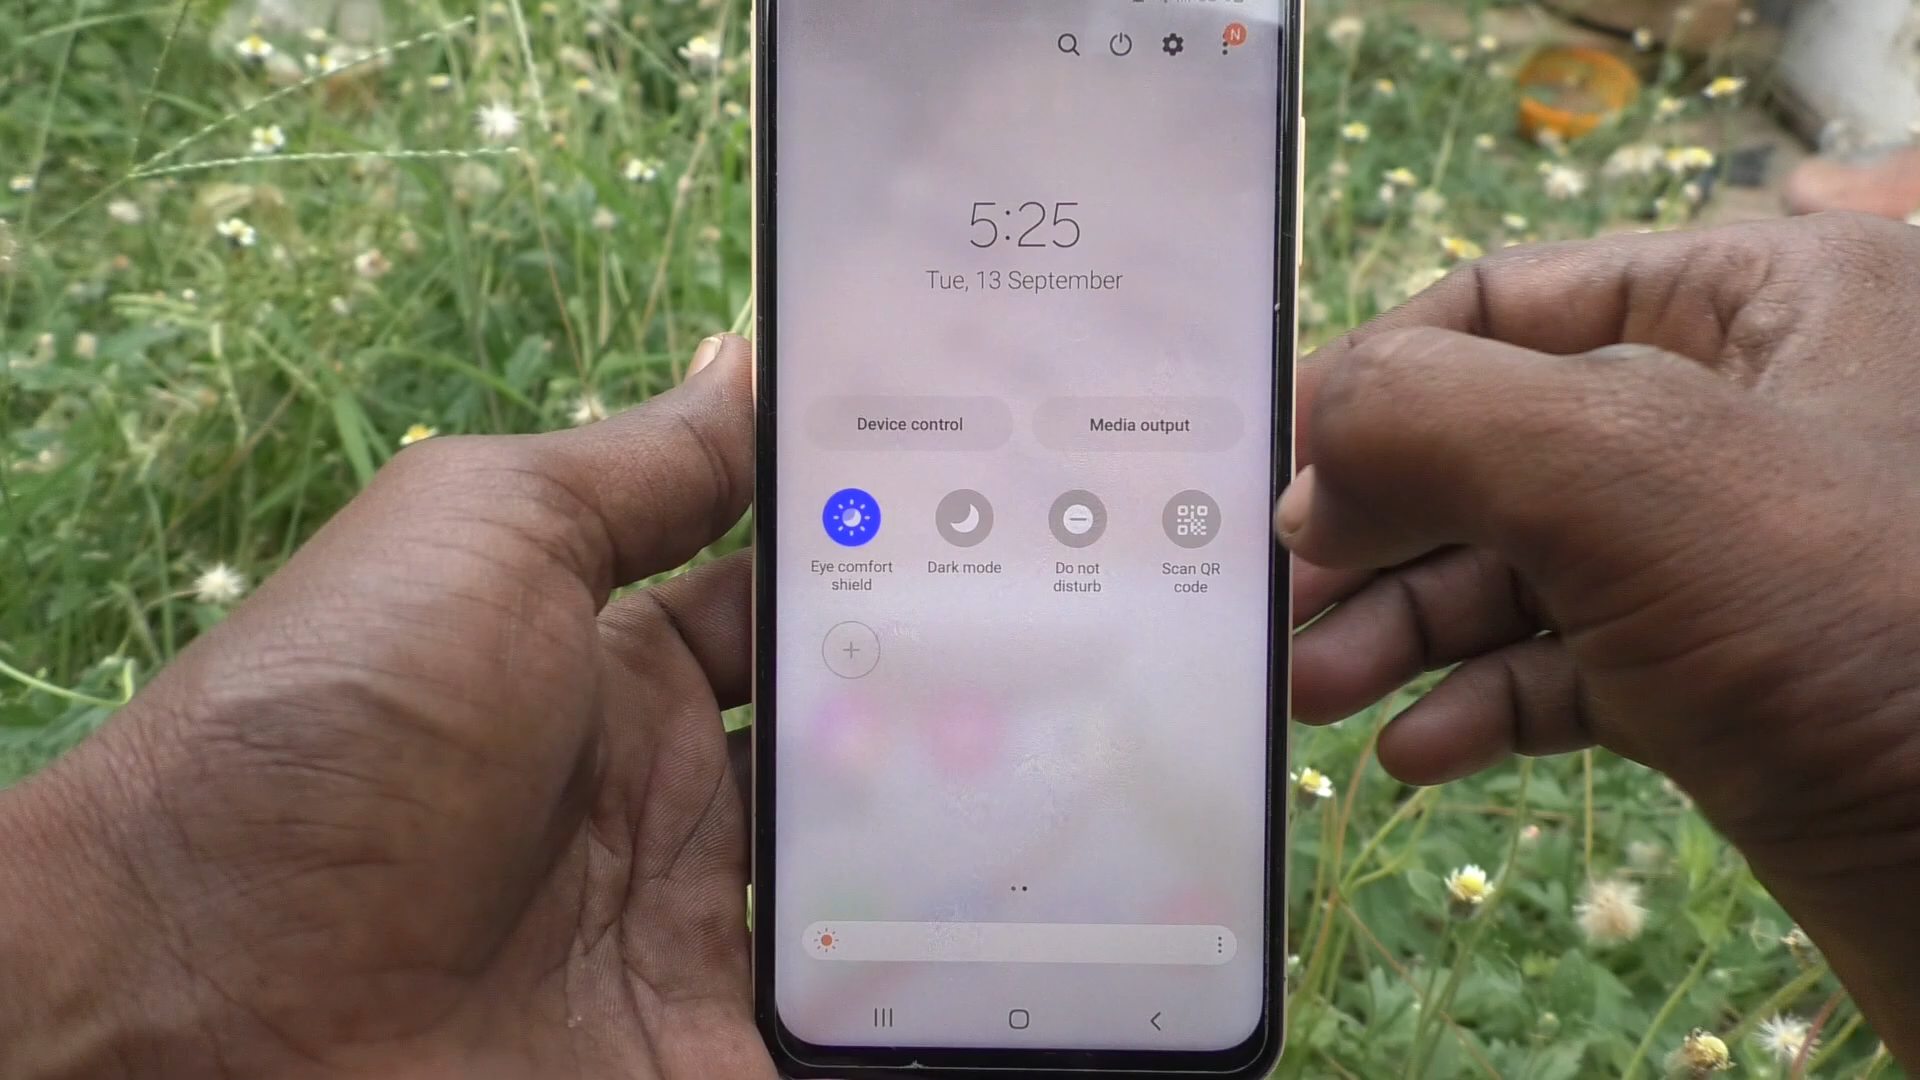 N
5:25
Tue, 13 September
Device control
Media output
Eye comfort
shield
Dark mode
Do not
disturb
Scan QR
code